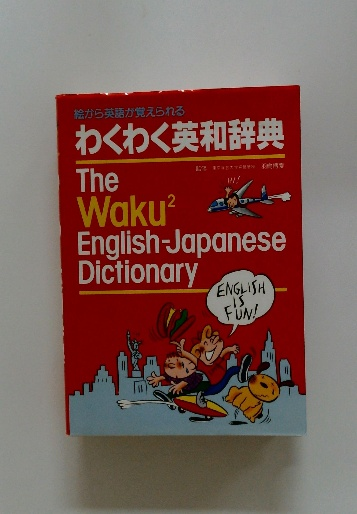 絵から英語が覚えられる
わくわく英和辞典
The
Waku²
English-Japanese
Dictionary
ENGLISH
IS
FUN!